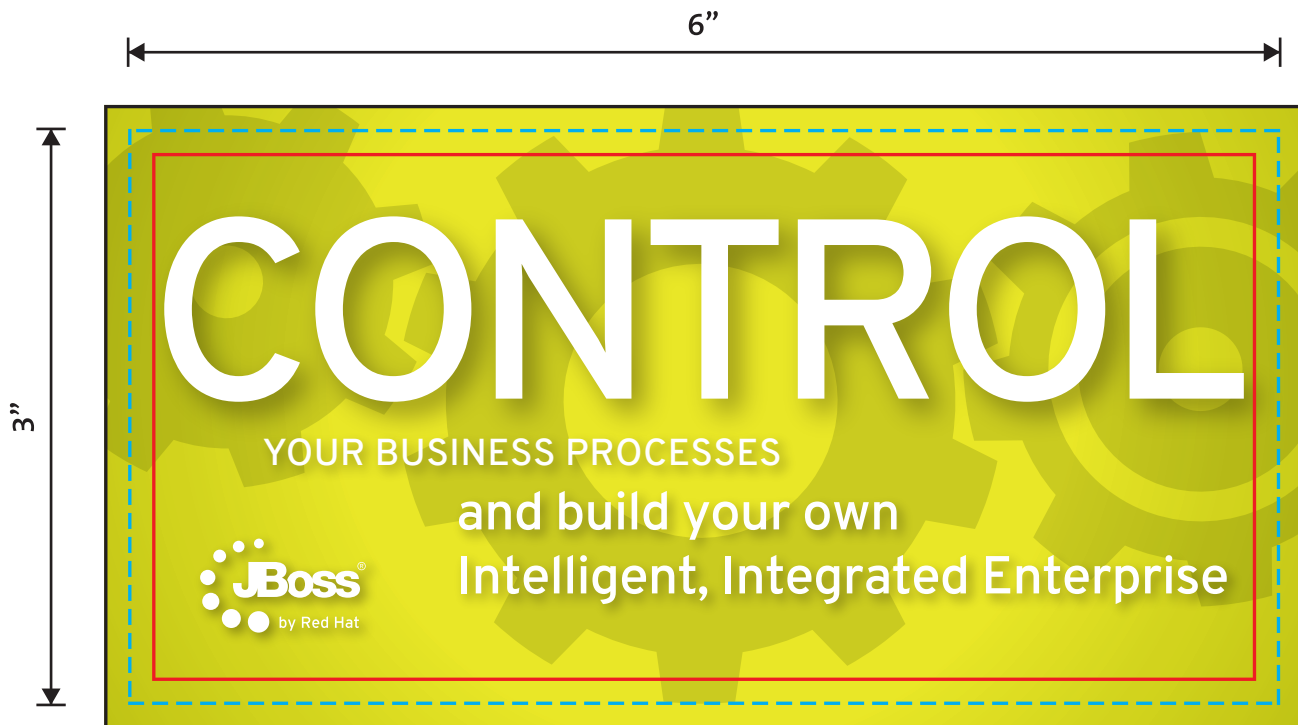 6”
3”
CONTROL
YOUR BUSINESS PROCESSES
and build your own
Intelligent, Integrated Enterprise
JBoss®
by Red Hat